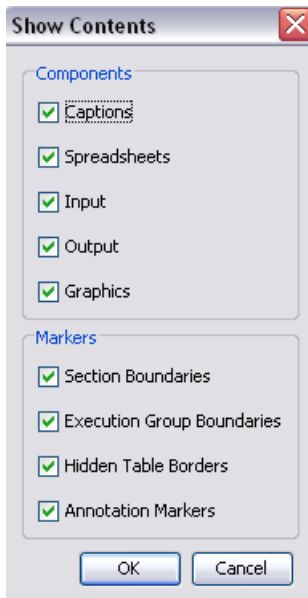 Show Contents
Components
Captions
Spreadsheets
Input
Output
Graphics
Markers
Section Boundaries
Execution Group Boundaries
Hidden Table Borders
Annotation Markers
OK Cancel